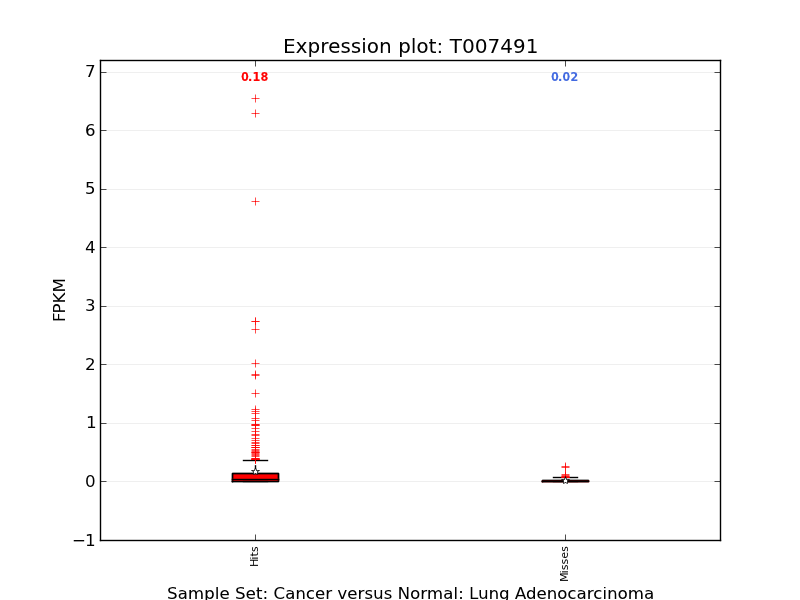 Expression plot: T007491
0.18
0.02
7
6
5
4
3
2
1
0
−1
FPKM
Hits
Misses
Sample Set: Cancer versus Normal: Lung Adenocarcinoma